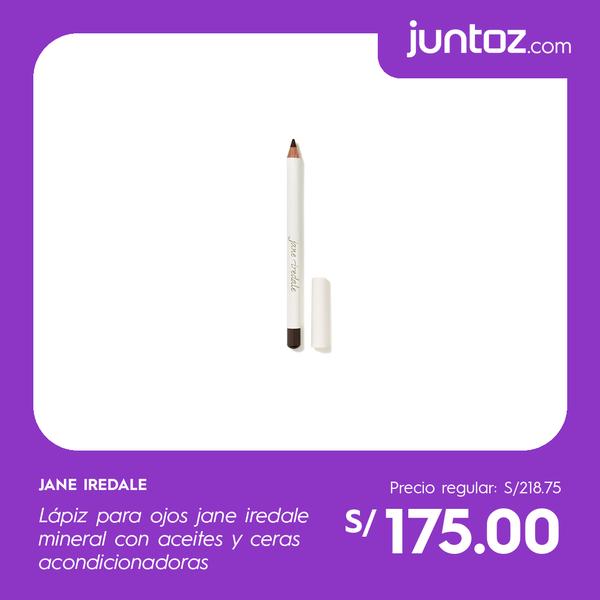 juntoz.com
jane iredale
JANE IREDALE
Lápiz para ojos jane iredale
mineral con aceites y ceras
acondicionadoras
Precio regular: S/218.75
S/175.00